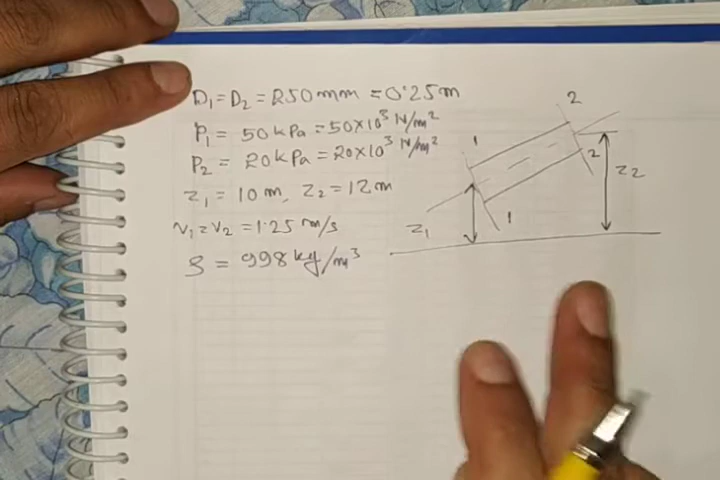 D₁ = D₂ = 250 mm = 0.25 m
P₁ = 50 kPa = 50×10³ N/m²
P₂ = 20 kPa = 20×10³ N/m²
z₁ = 10 m, z₂ = 12 m
v₁ = v₂ = 1.25 m/s
ρ = 998 kg/m³
2
1
2
z₂
1
z₁